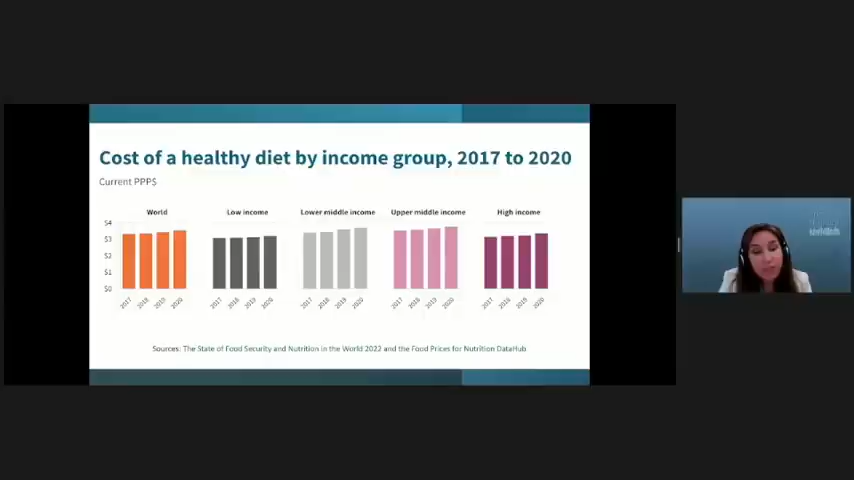 Cost of a healthy diet by income group, 2017 to 2020
Current PPP$
World Low income Lower middle income Upper middle income High income
$4
$3
$2
$1
$0
2017 2018 2019 2020 2017 2018 2019 2020 2017 2018 2019 2020 2017 2018 2019 2020 2017 2018 2019 2020
Sources: The State of Food Security and Nutrition in the World 2022 and the Food Prices for Nutrition DataHub